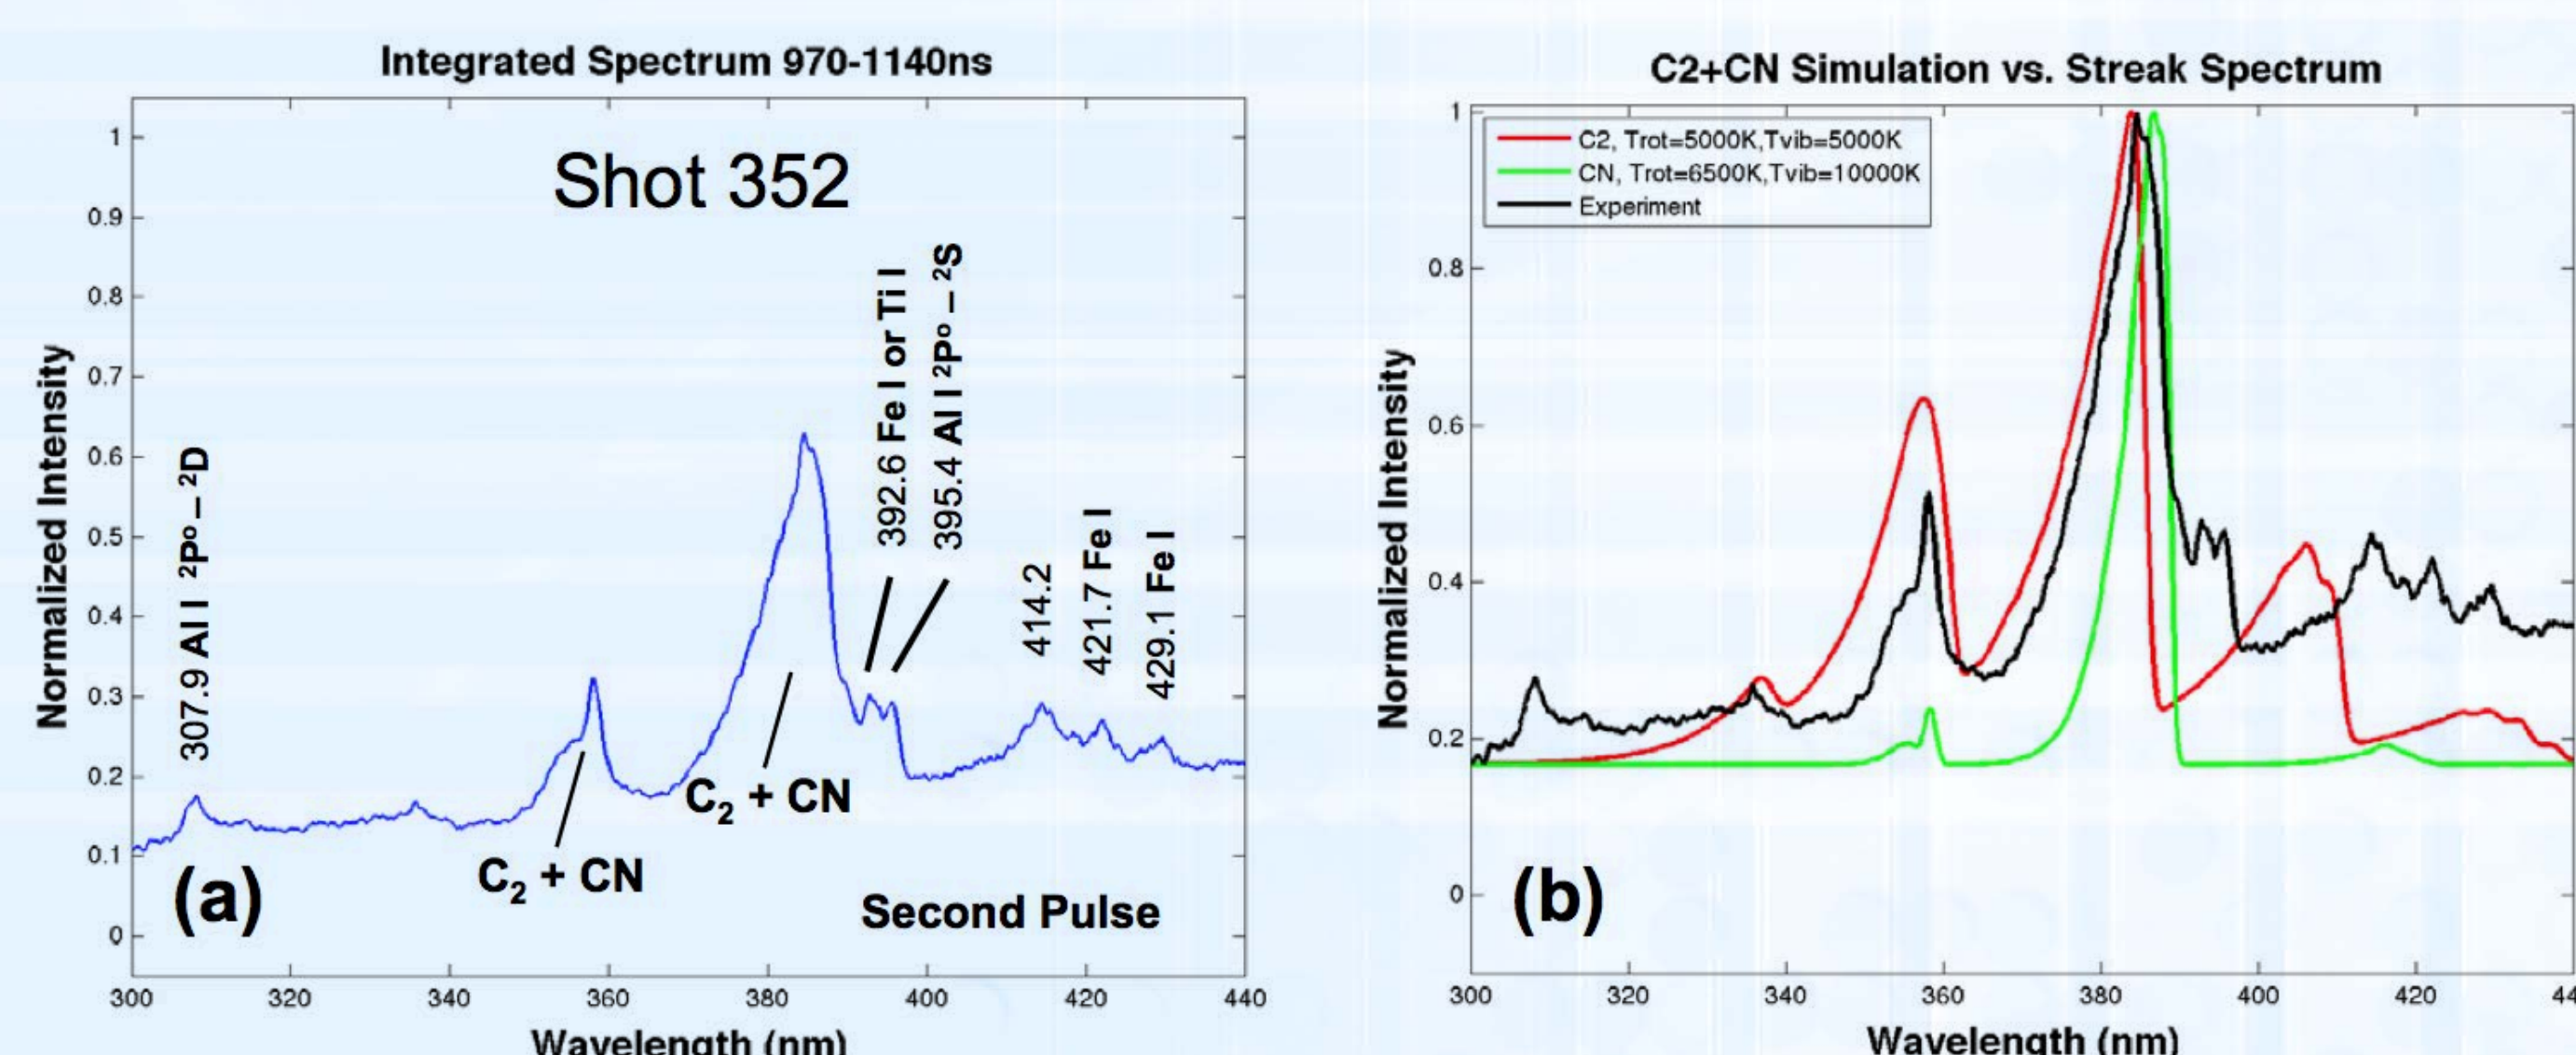 Integrated Spectrum 970-1140ns
Shot 352
Normalized Intensity
1
0.9
0.8
0.7
0.6
0.5
0.4
0.3
0.2
0.1
0
307.9 Al I ²Pº – ²D
C₂ + CN
C₂ + CN
392.6 Fe I or Ti I
395.4 Al I ²Pº – ²S
414.2
421.7 Fe I
429.1 Fe I
(a)
Second Pulse
300 320 340 360 380 400 420 440
Wavelength (nm)
C2+CN Simulation vs. Streak Spectrum
C2, Trot=5000K,Tvib=5000K
CN, Trot=6500K,Tvib=10000K
Experiment
Normalized Intensity
1
0.8
0.6
0.4
0.2
0
(b)
300 320 340 360 380 400 420 44
Wavelength (nm)